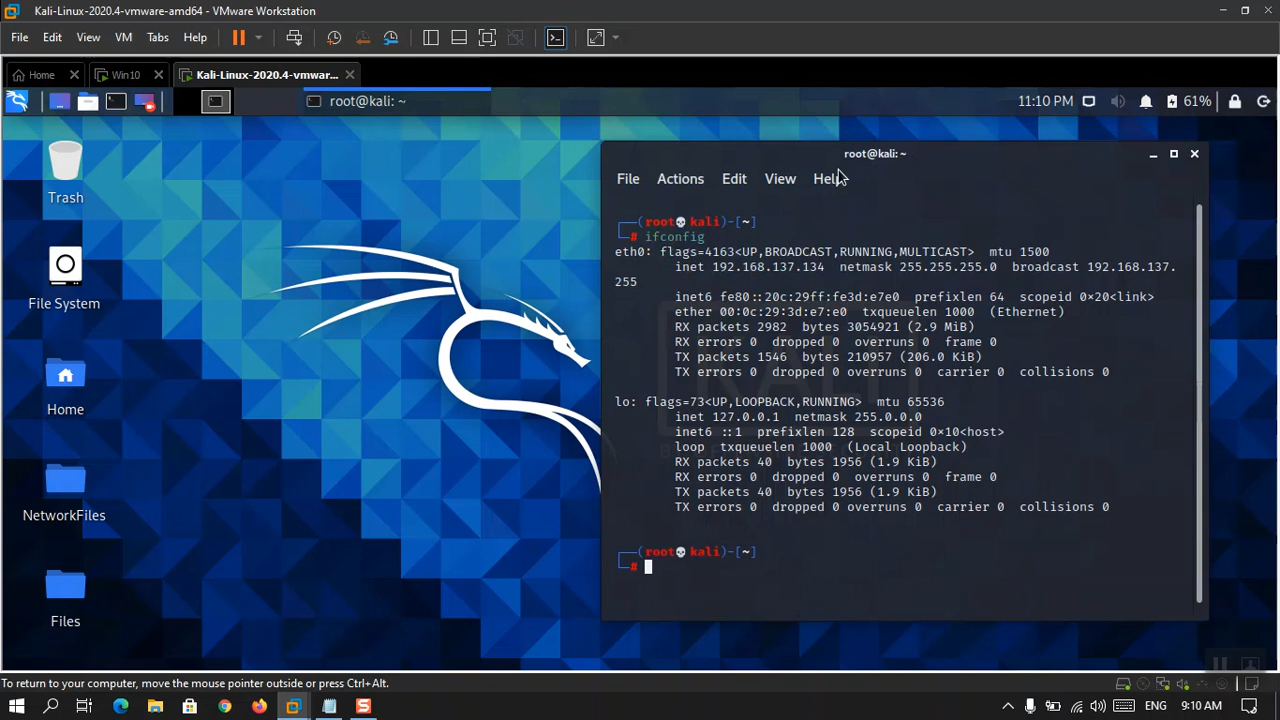 Kali-Linux-2020.4-vmware-amd64 - VMware Workstation
File Edit View VM Tabs Help
Home Win10 Kali-Linux-2020.4-vmwar...
root@kali: ~ 11:10 PM 61%
Trash
File System
Home
NetworkFiles
Files
root@kali: ~
File Actions Edit View Help
(root💀kali)-[~]
# ifconfig
eth0: flags=4163<UP,BROADCAST,RUNNING,MULTICAST> mtu 1500
inet 192.168.137.134 netmask 255.255.255.0 broadcast 192.168.137.
255
inet6 fe80::20c:29ff:fe3d:e7e0 prefixlen 64 scopeid 0×20<link>
ether 00:0c:29:3d:e7:e0 txqueuelen 1000 (Ethernet)
RX packets 2982 bytes 3054921 (2.9 MiB)
RX errors 0 dropped 0 overruns 0 frame 0
TX packets 1546 bytes 210957 (206.0 KiB)
TX errors 0 dropped 0 overruns 0 carrier 0 collisions 0
lo: flags=73<UP,LOOPBACK,RUNNING> mtu 65536
inet 127.0.0.1 netmask 255.0.0.0
inet6 ::1 prefixlen 128 scopeid 0×10<host>
loop txqueuelen 1000 (Local Loopback)
RX packets 40 bytes 1956 (1.9 KiB)
RX errors 0 dropped 0 overruns 0 frame 0
TX packets 40 bytes 1956 (1.9 KiB)
TX errors 0 dropped 0 overruns 0 carrier 0 collisions 0
(root💀kali)-[~]
#
To return to your computer, move the mouse pointer outside or press Ctrl+Alt.
ENG 9:10 AM